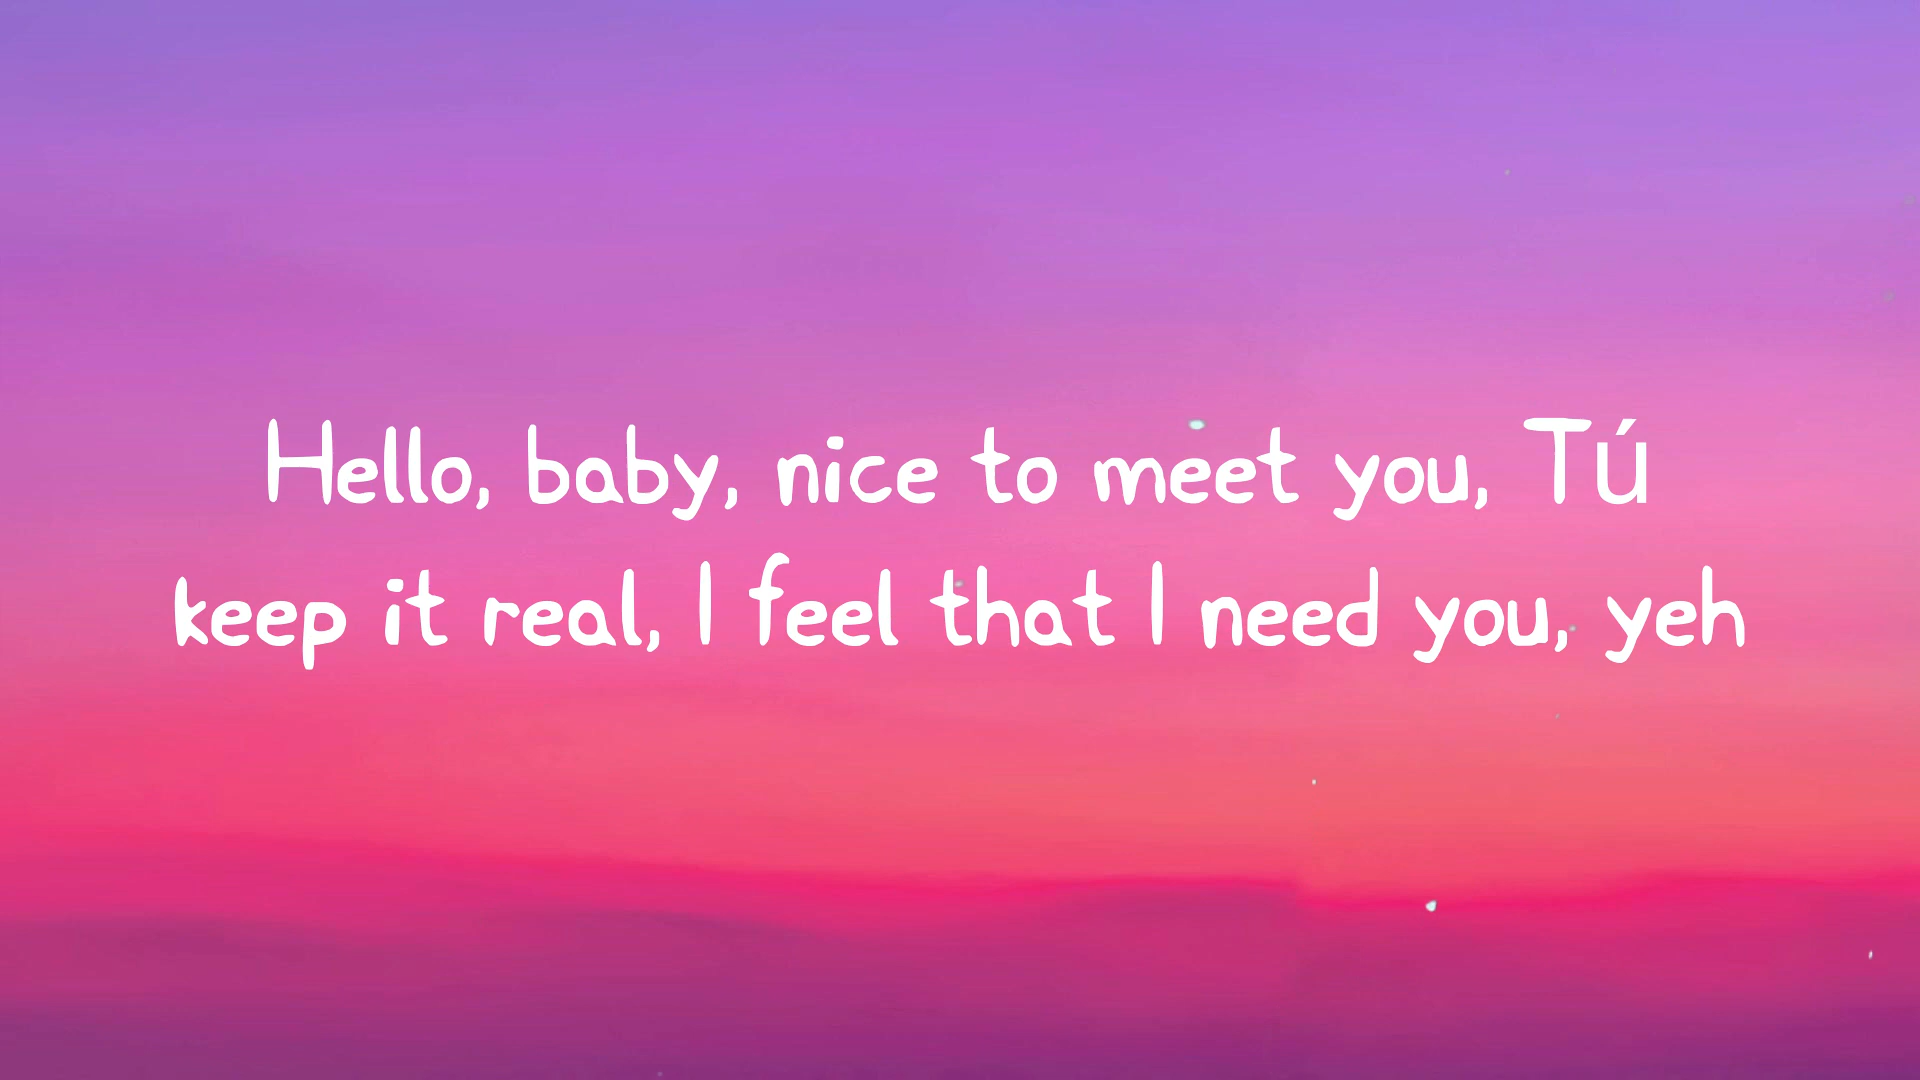 Hello, baby, nice to meet you, Tú
keep it real, I feel that I need you, yeh